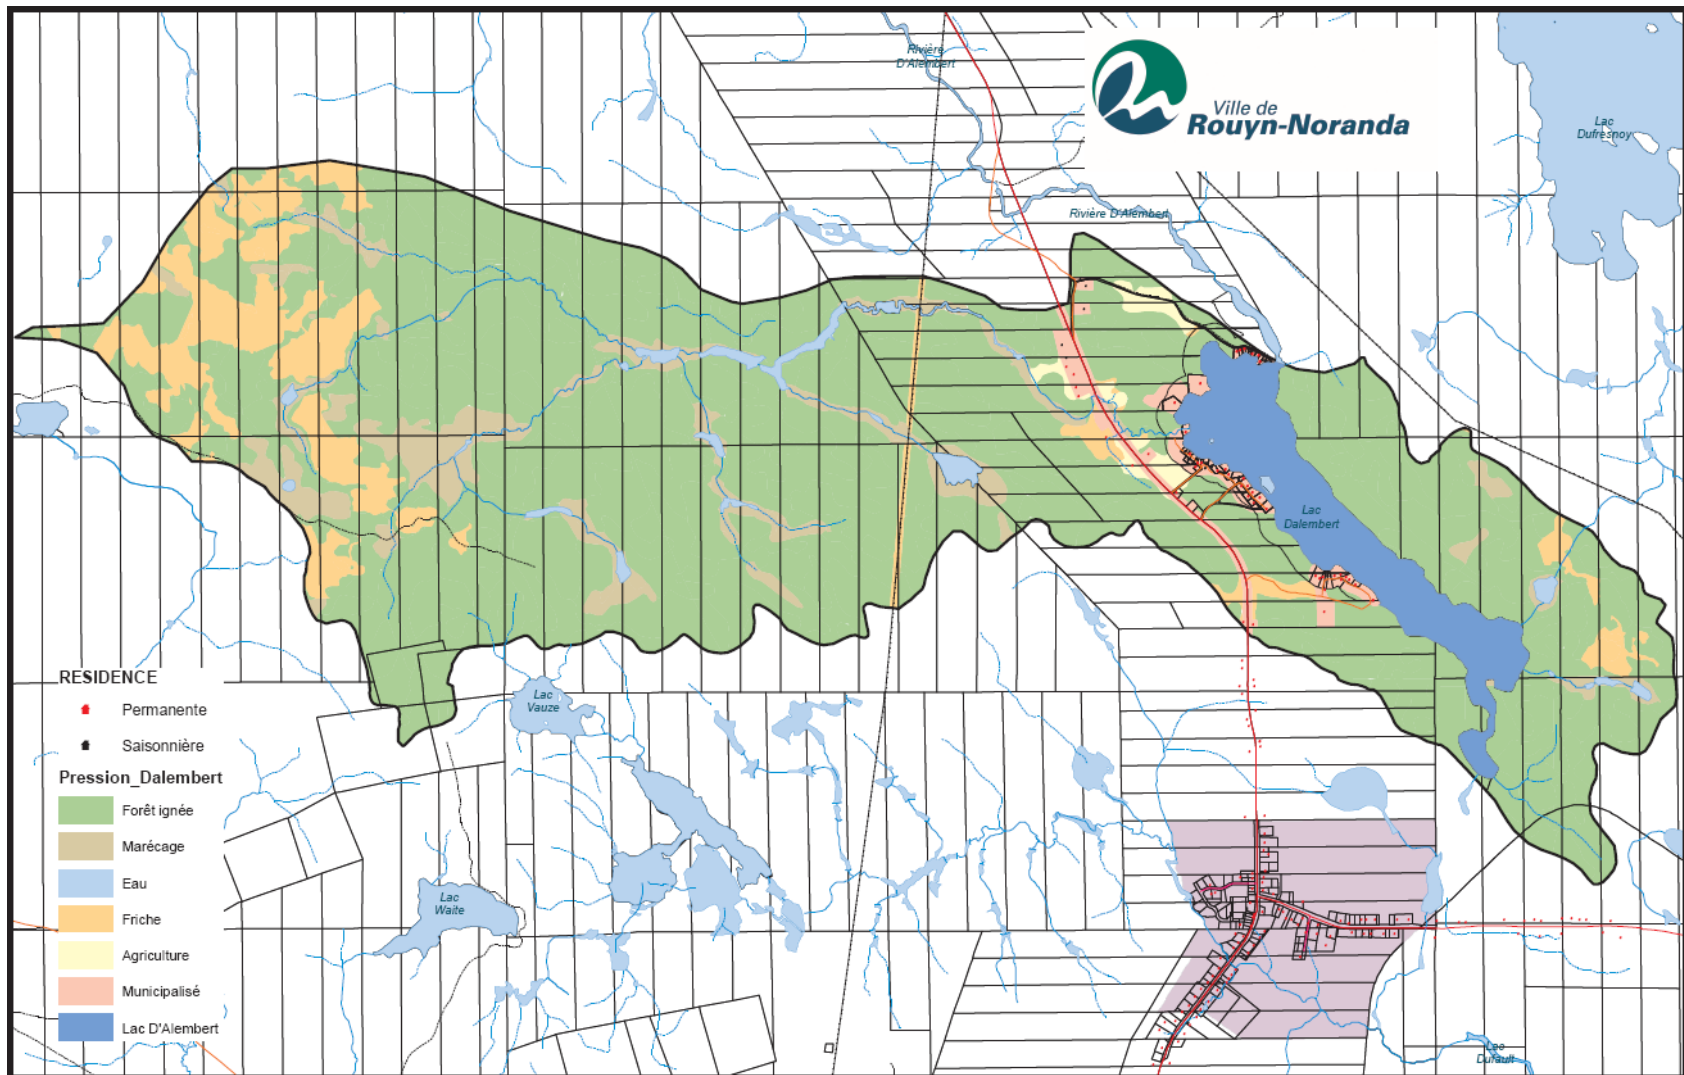 Rivière
D'Alembert
Ville de
Rouyn-Noranda
Lac
Dufresnoy
Rivière D'Alembert
Lac
Dalembert
RESIDENCE
Permanente
Saisonnière
Pression_Dalembert
Forêt ignée
Marécage
Eau
Friche
Agriculture
Municipalisé
Lac D'Alembert
Lac
Vauze
Lac
Waite
Lac
Dufault